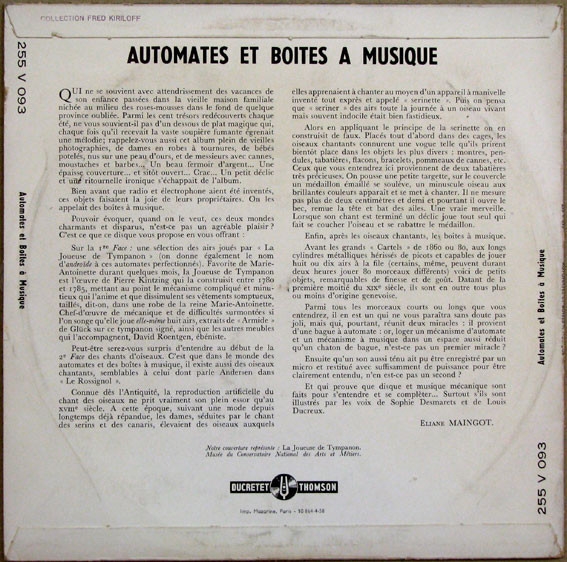 COLLECTION FRED KIRILOFF
AUTOMATES ET BOITES A MUSIQUE
255 V 093
Automates et Boîtes à Musique
QUI ne se souvient avec attendrissement des vacances de
son enfance passées dans la vieille maison familiale
nichée au milieu des roses-mousses dans le fond de quelque
province oubliée. Parmi les cent trésors redécouverts chaque
été, ne vous souvient-il pas d'un dessous de plat magique qui,
chaque fois qu'il recevait la vaste soupière fumante égrenait
une mélodie; rappelez-vous aussi cet album plein de vieilles
photographies, de dames en robes à tournures, de bébés
potelés, nus sur une peau d'ours, et de messieurs avec cannes,
moustaches et barbes... Un beau fermoir d'argent... Une
épaisse couverture... et sitôt ouvert... Crac... Un petit déclic
et une ritournelle ironique s'échappait de l'album.
Bien avant que radio et électrophone aient été inventés,
ces objets faisaient la joie de leurs propriétaires. On les
appelait des boîtes à musique.
Pouvoir évoquer, quand on le veut, ces deux mondes
charmants et disparus, n'est-ce pas un agréable plaisir ?
C'est ce que ce disque vous propose en vous offrant :
Sur la 1re Face : une sélection des airs joués par « La
Joueuse de Tympanon » (on donne également le nom
d'androïde à ces automates perfectionnés). Favorite de Marie-
Antoinette durant quelques mois, la Joueuse de Tympanon
est l'œuvre de Pierre Kintzing qui la construisit entre 1780
et 1785, mettant au point le mécanisme compliqué et minu-
tieux qui l'anime et que dissimulent ses vêtements somptueux,
taillés, dit-on, dans une robe de la reine Marie-Antoinette.
Chef-d'œuvre de mécanique et de difficultés surmontées si
l'on songe qu'elle joue elle-même huit airs, extraits de « Armide »
de Glück sur ce tympanon signé, ainsi que les autres meubles
qui l'accompagnent, David Roentgen, ébéniste.
Peut-être serez-vous surpris d'entendre au début de la
2e Face des chants d'oiseaux. C'est que dans le monde des
automates et des boîtes à musique, il existe aussi des oiseaux
chantants, semblables à celui dont parle Andersen dans
« Le Rossignol ».
Connue dès l'Antiquité, la reproduction artificielle du
chant des oiseaux ne prit vraiment son plein essor qu'au
XVIIIe siècle. A cette époque, suivant une mode depuis
longtemps déjà répandue, les dames, séduites par le chant
des serins et des canaris, élevaient des oiseaux auxquels
elles apprenaient à chanter au moyen d'un appareil à manivelle
inventé tout exprès et appelé « serinette ». Puis on pensa
que « seriner » des airs toute la journée à un oiseau vivant
mais souvent indocile était bien fastidieux.
Alors en appliquant le principe de la serinette on en
construisit de faux. Placés tout d'abord dans des cages, les
oiseaux chantants connurent une vogue telle qu'ils prirent
bientôt place dans les objets les plus divers ; montres, pen-
dules, tabatières, flacons, bracelets, pommeaux de cannes, etc.
Ceux que vous entendrez ici proviennent de deux tabatières
très précieuses. On pousse une petite targette, sur le couvercle
un médaillon émaillé se soulève, un minuscule oiseau aux
brillantes couleurs apparaît et se met à chanter. Il ne mesure
pas plus de deux centimètres et demi et pourtant il ouvre le
bec, remue la tête et bat des ailes. Une vraie merveille.
Lorsque son chant est terminé un déclic joue tout seul qui
fait se coucher l'oiseau et se rabattre le médaillon.
Enfin, après les oiseaux chantants, les boîtes à musique.
Avant les grands « Cartels » de 1860 ou 80, aux longs
cylindres métalliques hérissés de picots et capables de jouer
huit ou dix airs à la file (certains, même, peuvent durant
deux heures jouer 80 morceaux différents) voici de petits
objets, remarquables de finesse et de goût. Datant de la
première moitié du XIXe siècle, ils sont en outre tous plus
ou moins d'origine genevoise.
Parmi tous les morceaux courts ou longs que vous
entendrez, il en est un qui ne vous paraîtra sans doute pas
joli, mais qui, pourtant, réunit deux miracles : il provient
d'une bague à automate : or, loger un mécanisme d'automate
et un mécanisme à musique dans un espace aussi réduit
qu'un chaton de bague, n'est-ce pas un premier miracle ?
Ensuite qu'un son aussi ténu ait pu être enregistré par un
micro et restitué avec suffisamment de puissance pour être
clairement entendu, n'en est-ce pas un second ?
Et qui prouve que disque et musique mécanique sont
faits pour s'entendre et se compléter... Surtout s'ils sont
illustrés par les voix de Sophie Desmarets et de Louis
Ducreux.
ELIANE MAINGOT.
Notre couverture représente : La Joueuse de Tympanon.
Musée du Conservatoire National des Arts et Métiers.
DUCRETET THOMSON
Imp. Mazarine, Paris - 10 864-4-58
Automates et Boîtes à Musique
255 V 093